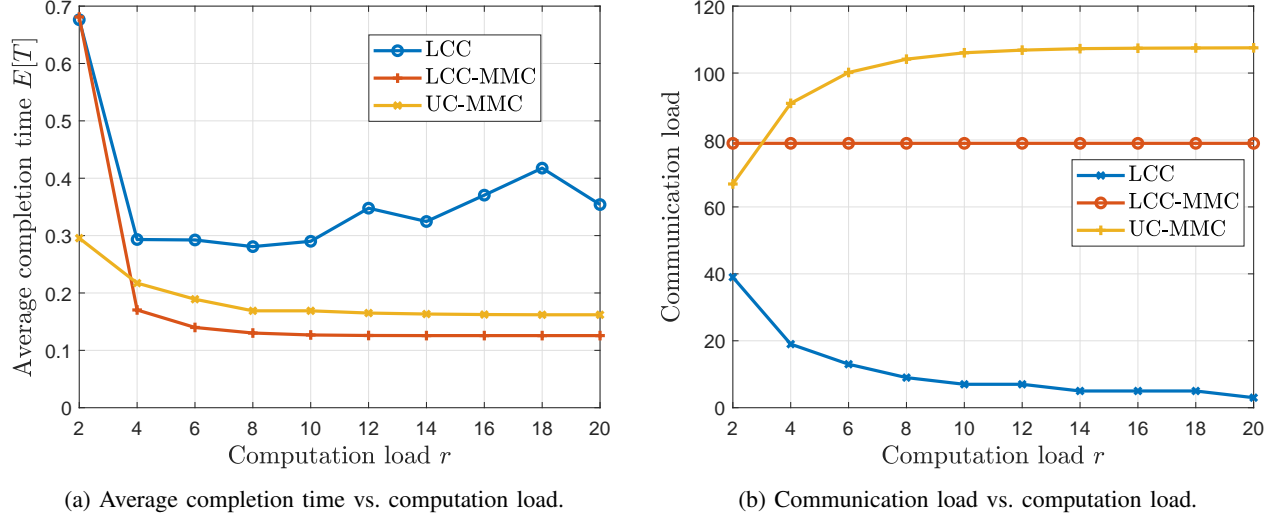 0.7
0.6
0.5
0.4
0.3
0.2
0.1
0
Average completion time E[T]
LCC
LCC-MMC
UC-MMC
2 4 6 8 10 12 14 16 18 20
Computation load r
(a) Average completion time vs. computation load.
120
100
80
60
40
20
0
Communication load
LCC
LCC-MMC
UC-MMC
2 4 6 8 10 12 14 16 18 20
Computation load r
(b) Communication load vs. computation load.